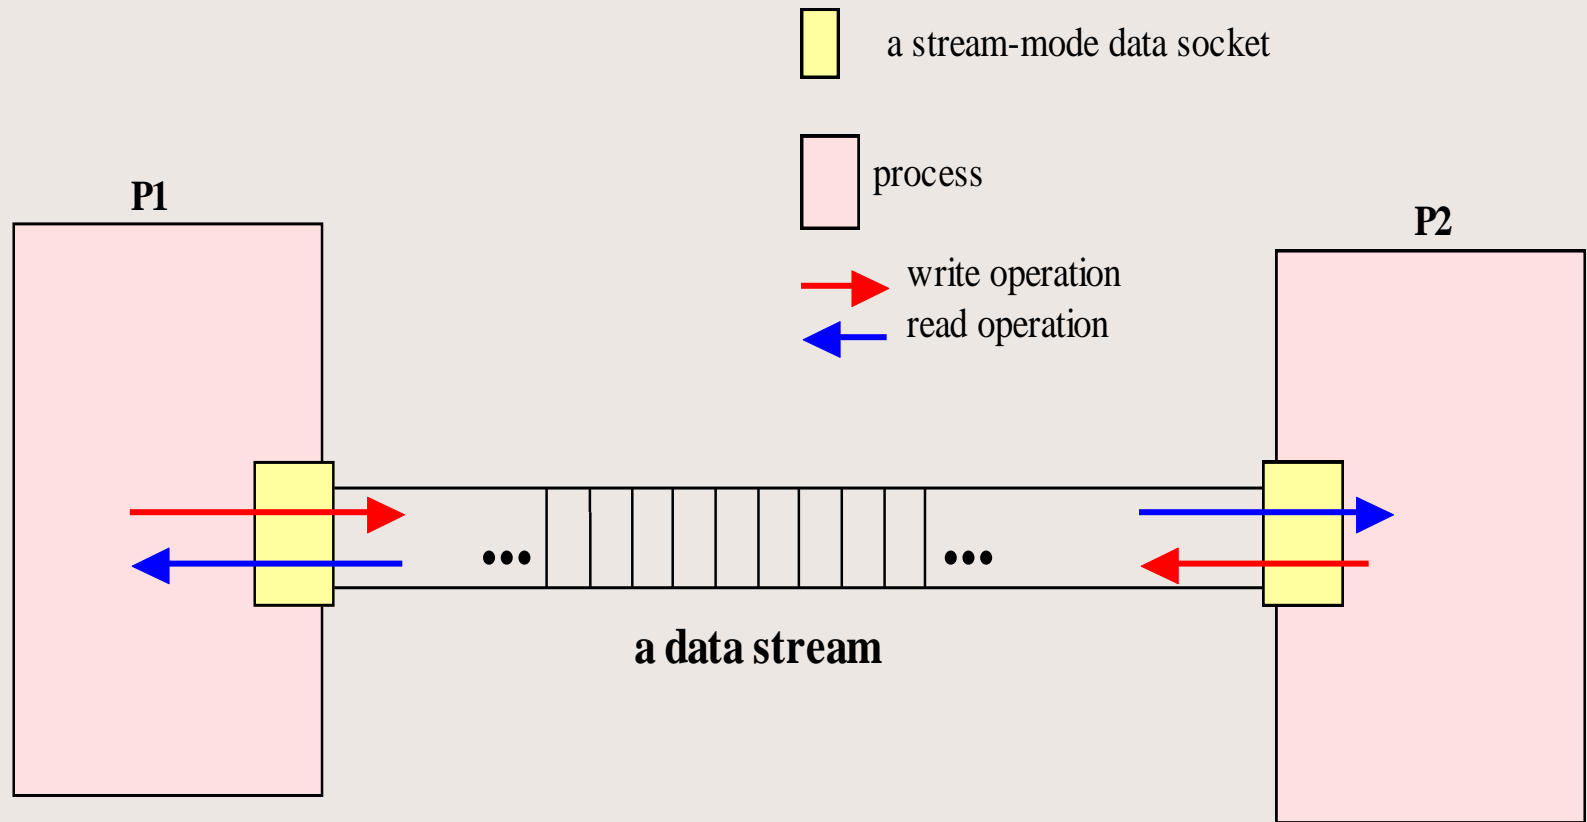 a stream-mode data socket
process
P1
P2
write operation
read operation
a data stream